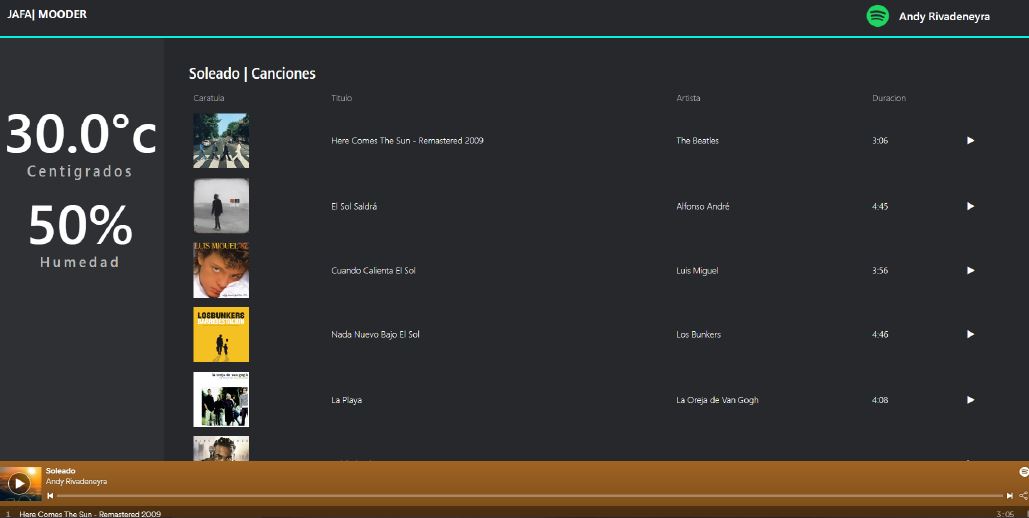 JAFA| MOODER
Andy Rivadeneyra
30.0°c
Centigrados
50%
Humedad
Soleado | Canciones
Caratula Titulo Artista Duracion
Here Comes The Sun - Remastered 2009 The Beatles 3:06
El Sol Saldrá Alfonso André 4:45
LUIS MIGUEL
Cuando Calienta El Sol Luis Miguel 3:56
LOSBUNKERS
Nada Nuevo Bajo El Sol Los Bunkers 4:46
la oreja de van gogh
La Playa La Oreja de Van Gogh 4:08
Soleado
Andy Rivadeneyra
1 Here Comes The Sun - Remastered 2009 3:05